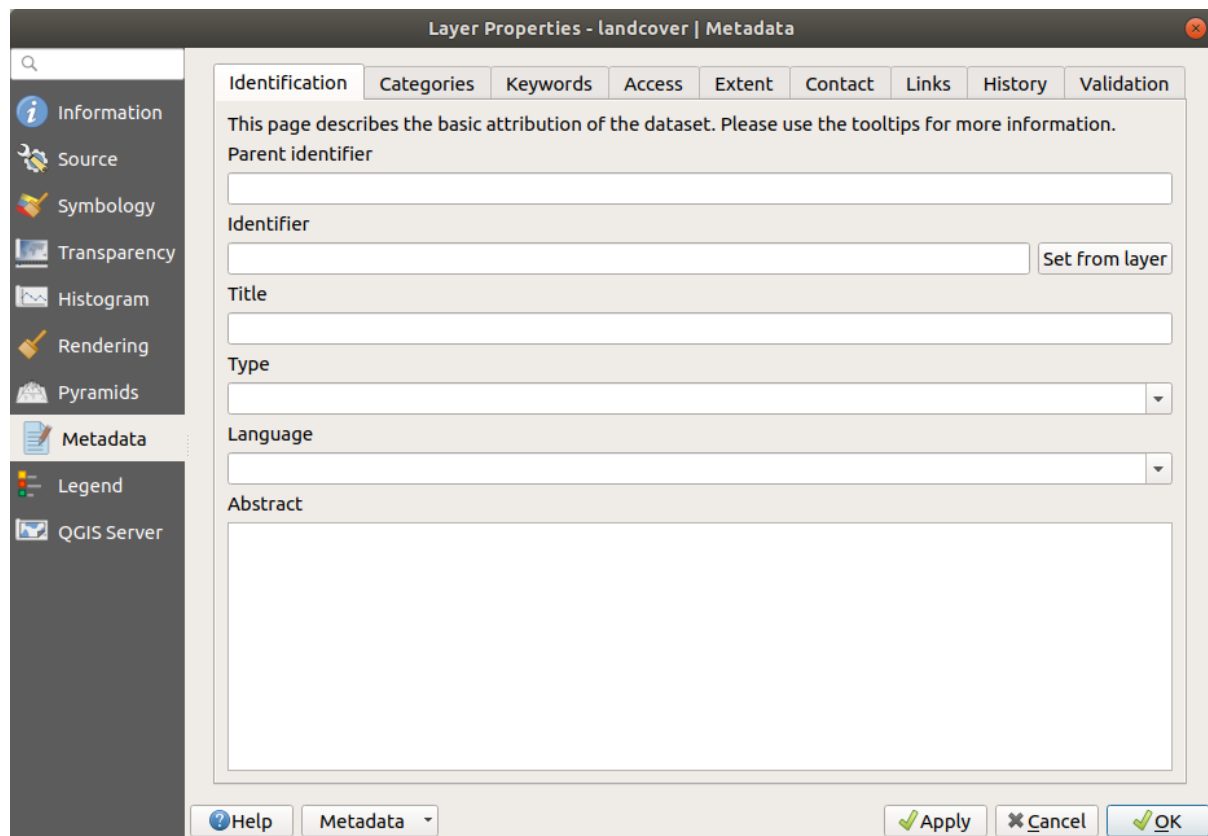 Layer Properties - landcover | Metadata
Information
Source
Symbology
Transparency
Histogram
Rendering
Pyramids
Metadata
Legend
QGIS Server
Identification Categories Keywords Access Extent Contact Links History Validation
This page describes the basic attribution of the dataset. Please use the tooltips for more information.
Parent identifier
Identifier
Set from layer
Title
Type
Language
Abstract
Help Metadata Apply Cancel OK